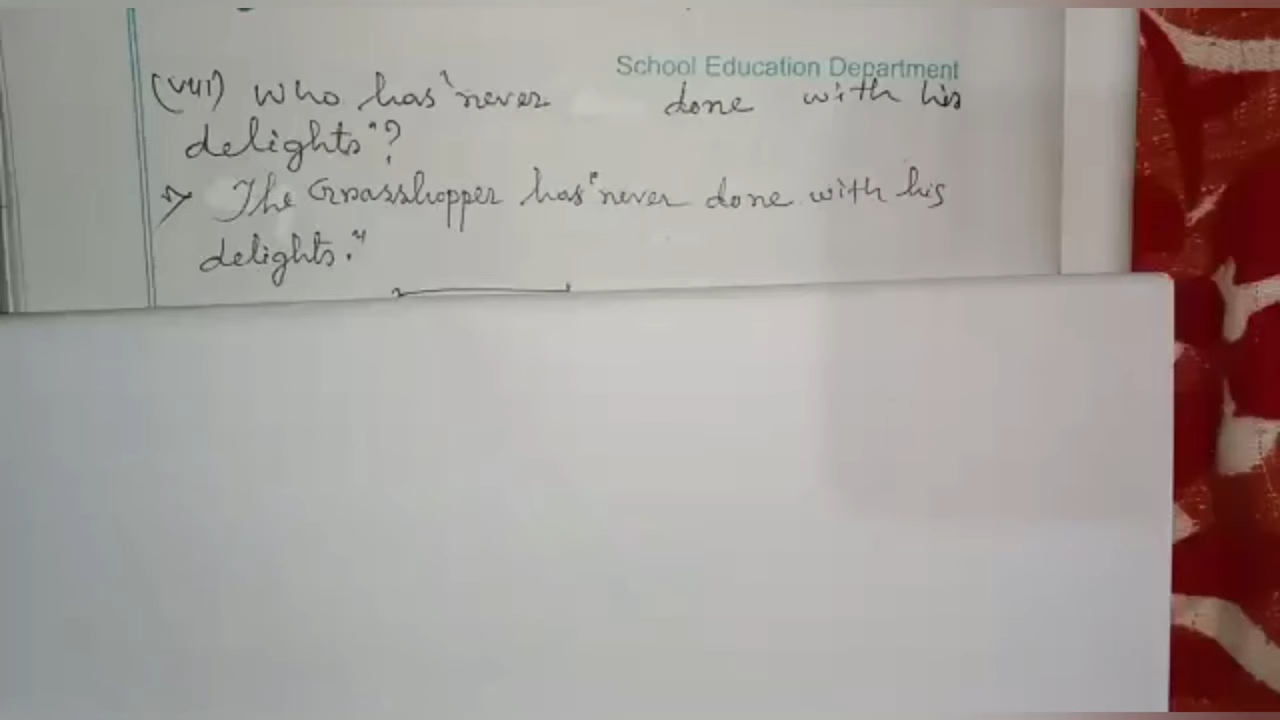 School Education Department
(viii) Who has "never done with his
delights"?
→ The Grasshopper has "never done with his
delights."